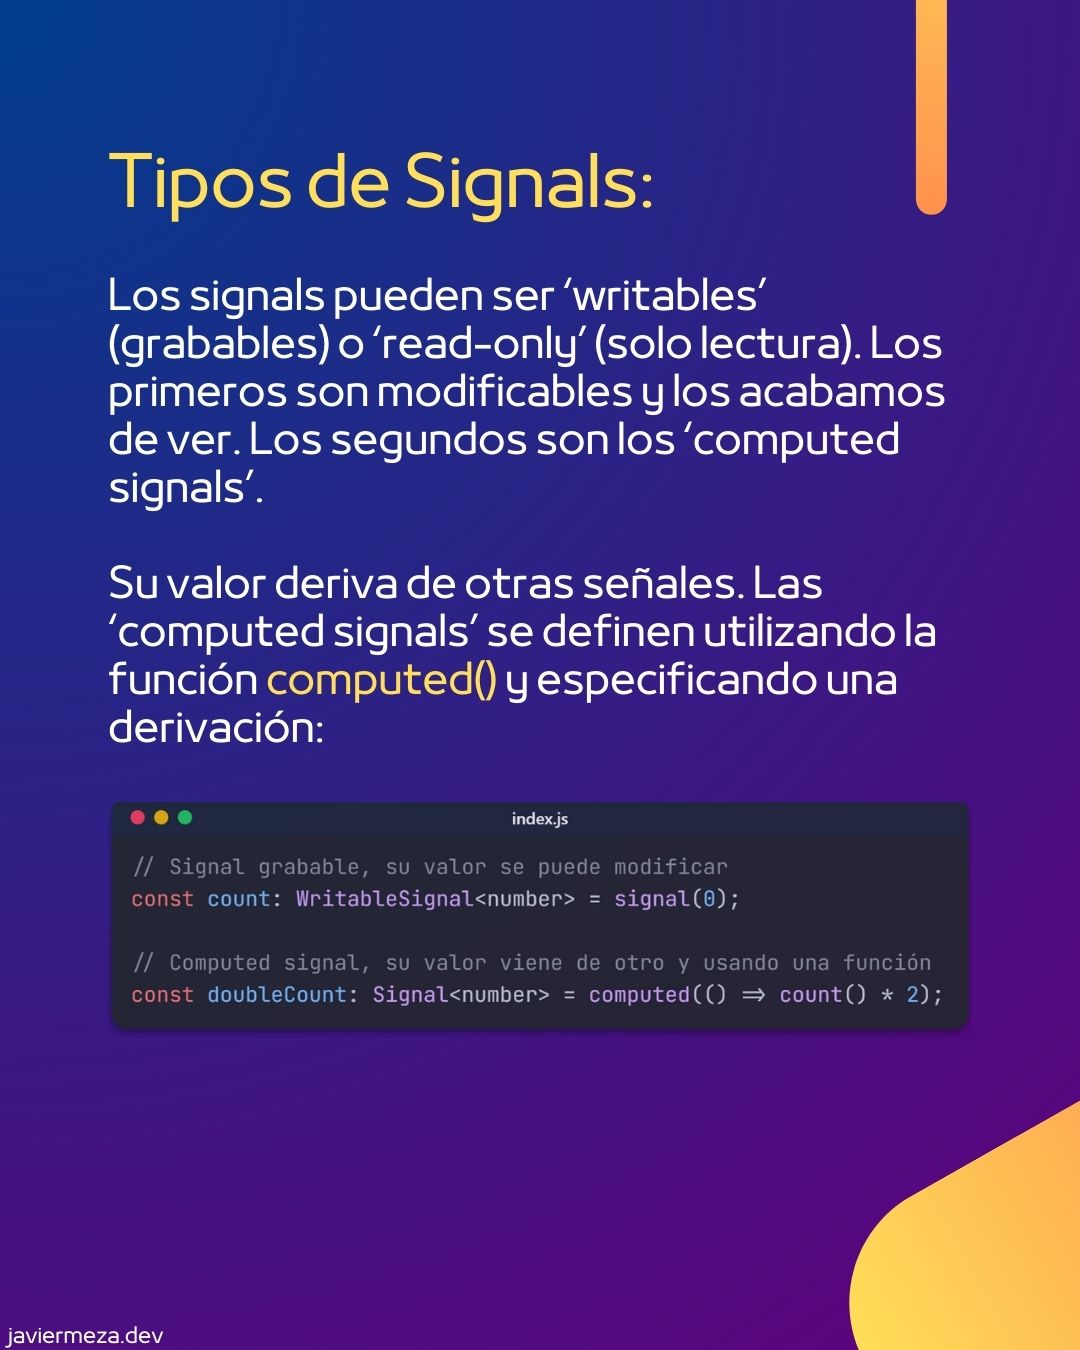 Tipos de Signals:
Los signals pueden ser ‘writables’
(grabables) o ‘read-only’ (solo lectura). Los
primeros son modificables y los acabamos
de ver. Los segundos son los ‘computed
signals’.
Su valor deriva de otras señales. Las
‘computed signals’ se definen utilizando la
función computed() y especificando una
derivación:
index.js
// Signal grabable, su valor se puede modificar
const count: WritableSignal<number> = signal(0);
// Computed signal, su valor viene de otro y usando una función
const doubleCount: Signal<number> = computed(() => count() * 2);
javiermeza.dev